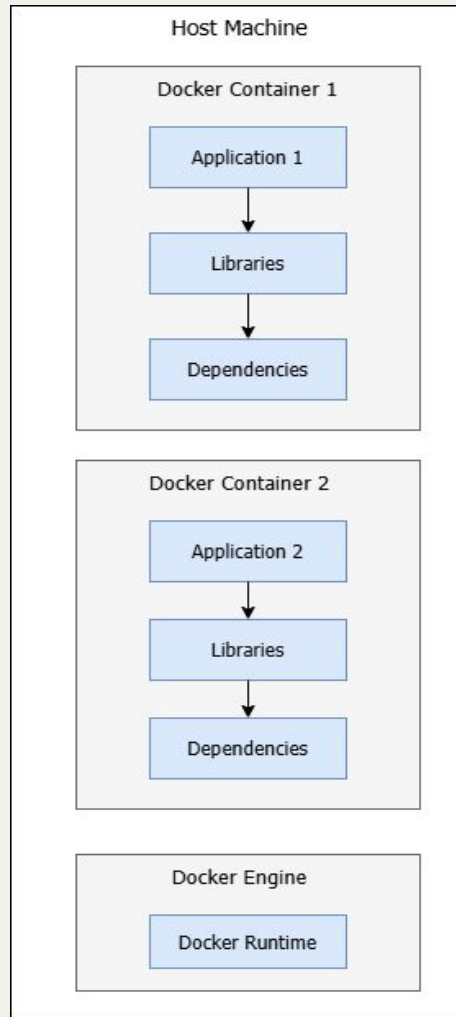 Host Machine
Docker Container 1
Application 1
Libraries
Dependencies
Docker Container 2
Application 2
Libraries
Dependencies
Docker Engine
Docker Runtime